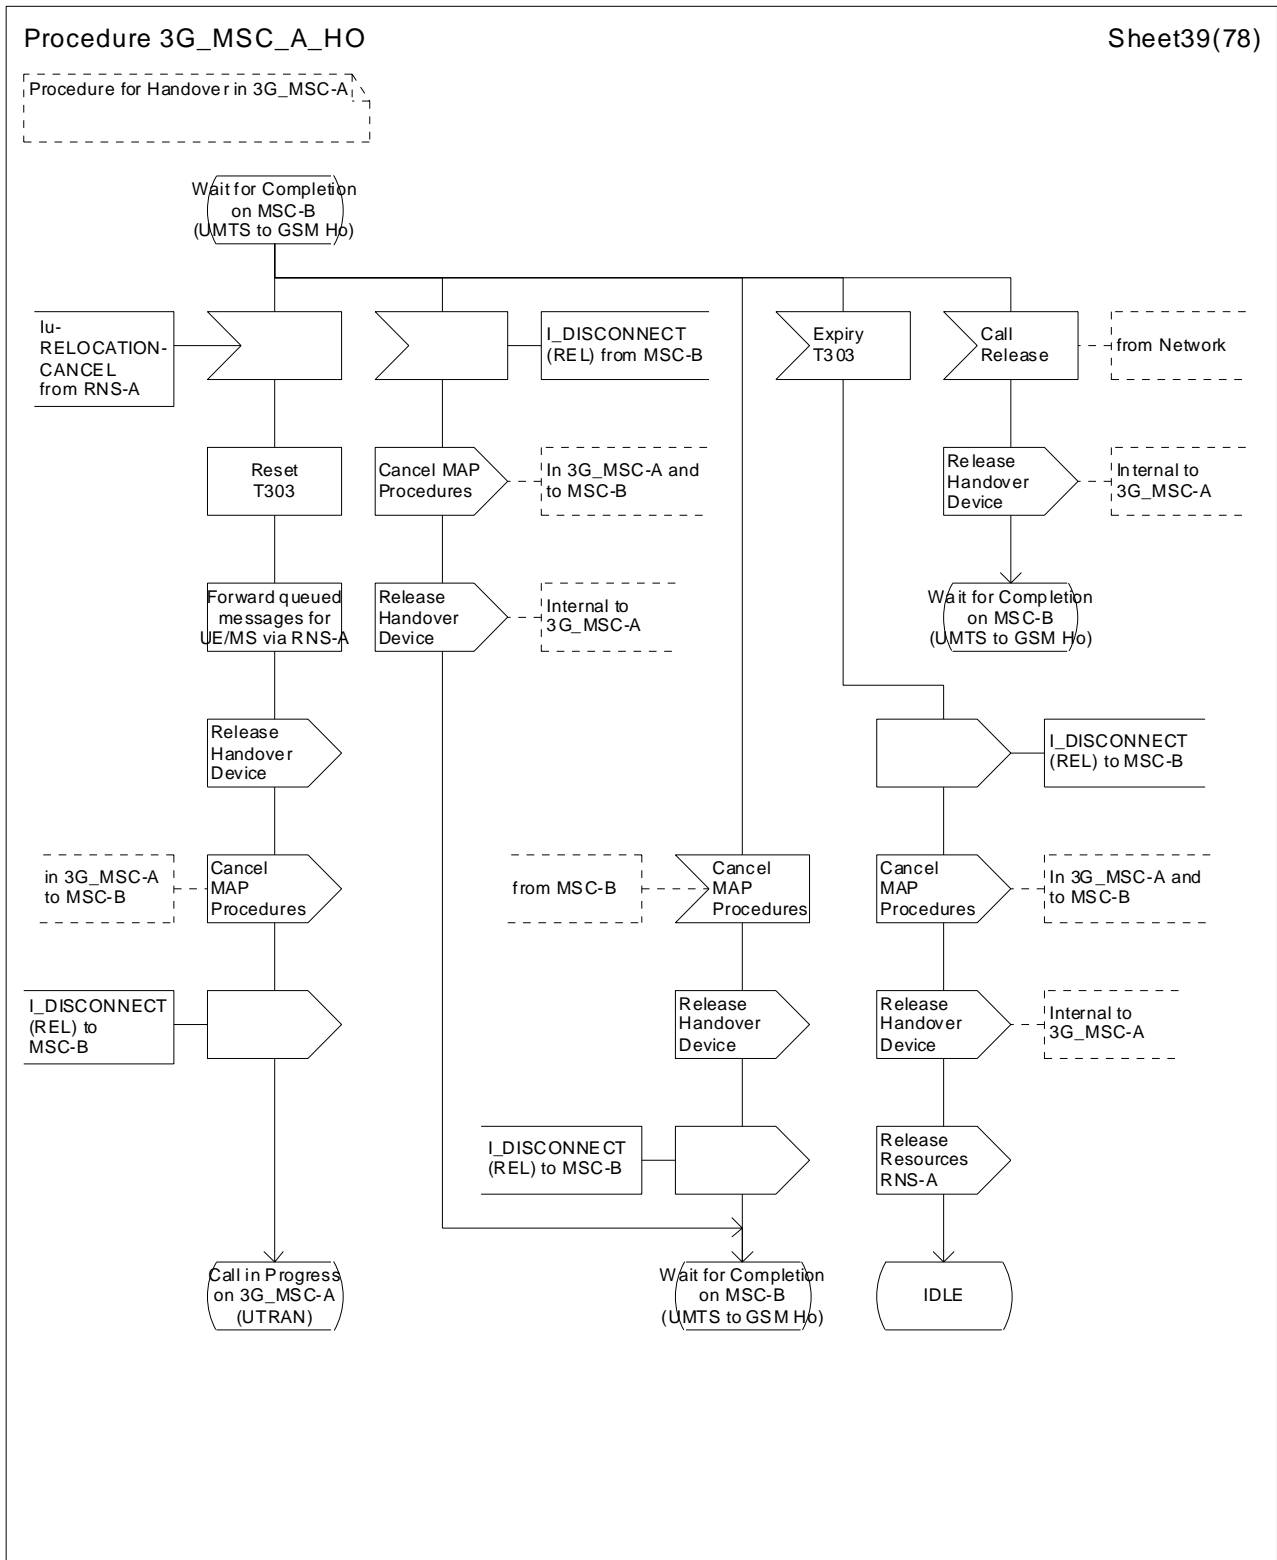 Procedure 3G_MSC_A_HO
Sheet39(78)
Procedure for Handover in 3G_MSC-A
Wait for Completion
on MSC-B
(UMTS to GSM Ho)
Iu-
RELOCATION-
CANCEL
from RNS-A
I_DISCONNECT
(REL) from MSC-B
Expiry
T303
Call
Release
from Network
Reset
T303
Cancel MAP
Procedures
In 3G_MSC-A and
to MSC-B
Release
Handover
Device
Internal to
3G_MSC-A
Forward queued
messages for
UE/MS via RNS-A
Release
Handover
Device
Internal to
3G_MSC-A
Wait for Completion
on MSC-B
(UMTS to GSM Ho)
Release
Handover
Device
I_DISCONNECT
(REL) to MSC-B
in 3G_MSC-A
to MSC-B
Cancel
MAP
Procedures
from MSC-B
Cancel
MAP
Procedures
Cancel
MAP
Procedures
In 3G_MSC-A and
to MSC-B
I_DISCONNECT
(REL) to
MSC-B
Release
Handover
Device
Release
Handover
Device
Internal to
3G_MSC-A
I_DISCONNECT
(REL) to MSC-B
Release
Resources
RNS-A
Call in Progress
on 3G_MSC-A
(UTRAN)
Wait for Completion
on MSC-B
(UMTS to GSM Ho)
IDLE